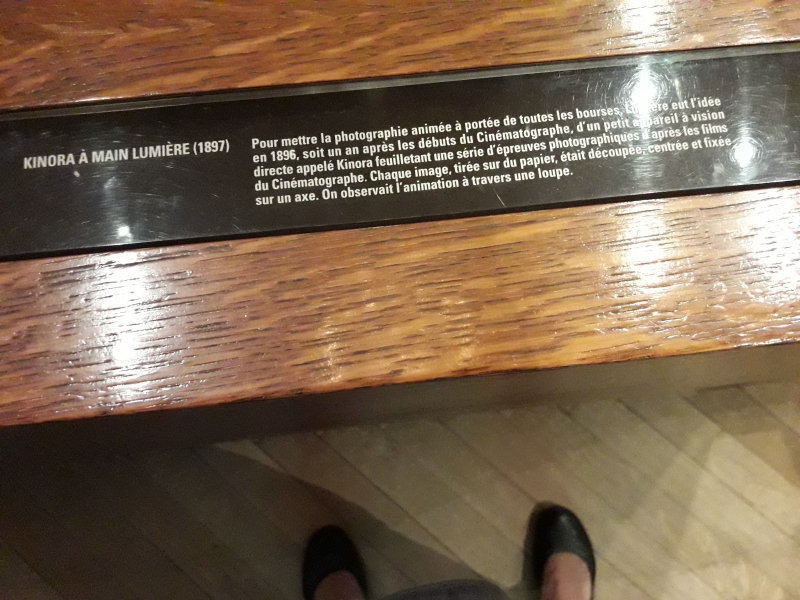 KINORA À MAIN LUMIÈRE (1897)
Pour mettre la photographie animée à portée de toutes les bourses, Lumière eut l'idée
en 1896, soit un an après les débuts du Cinématographe, d'un petit appareil à vision
directe appelé Kinora feuilletant une série d'épreuves photographiques d'après les films
du Cinématographe. Chaque image, tirée sur du papier, était découpée, centrée et fixée
sur un axe. On observait l'animation à travers une loupe.